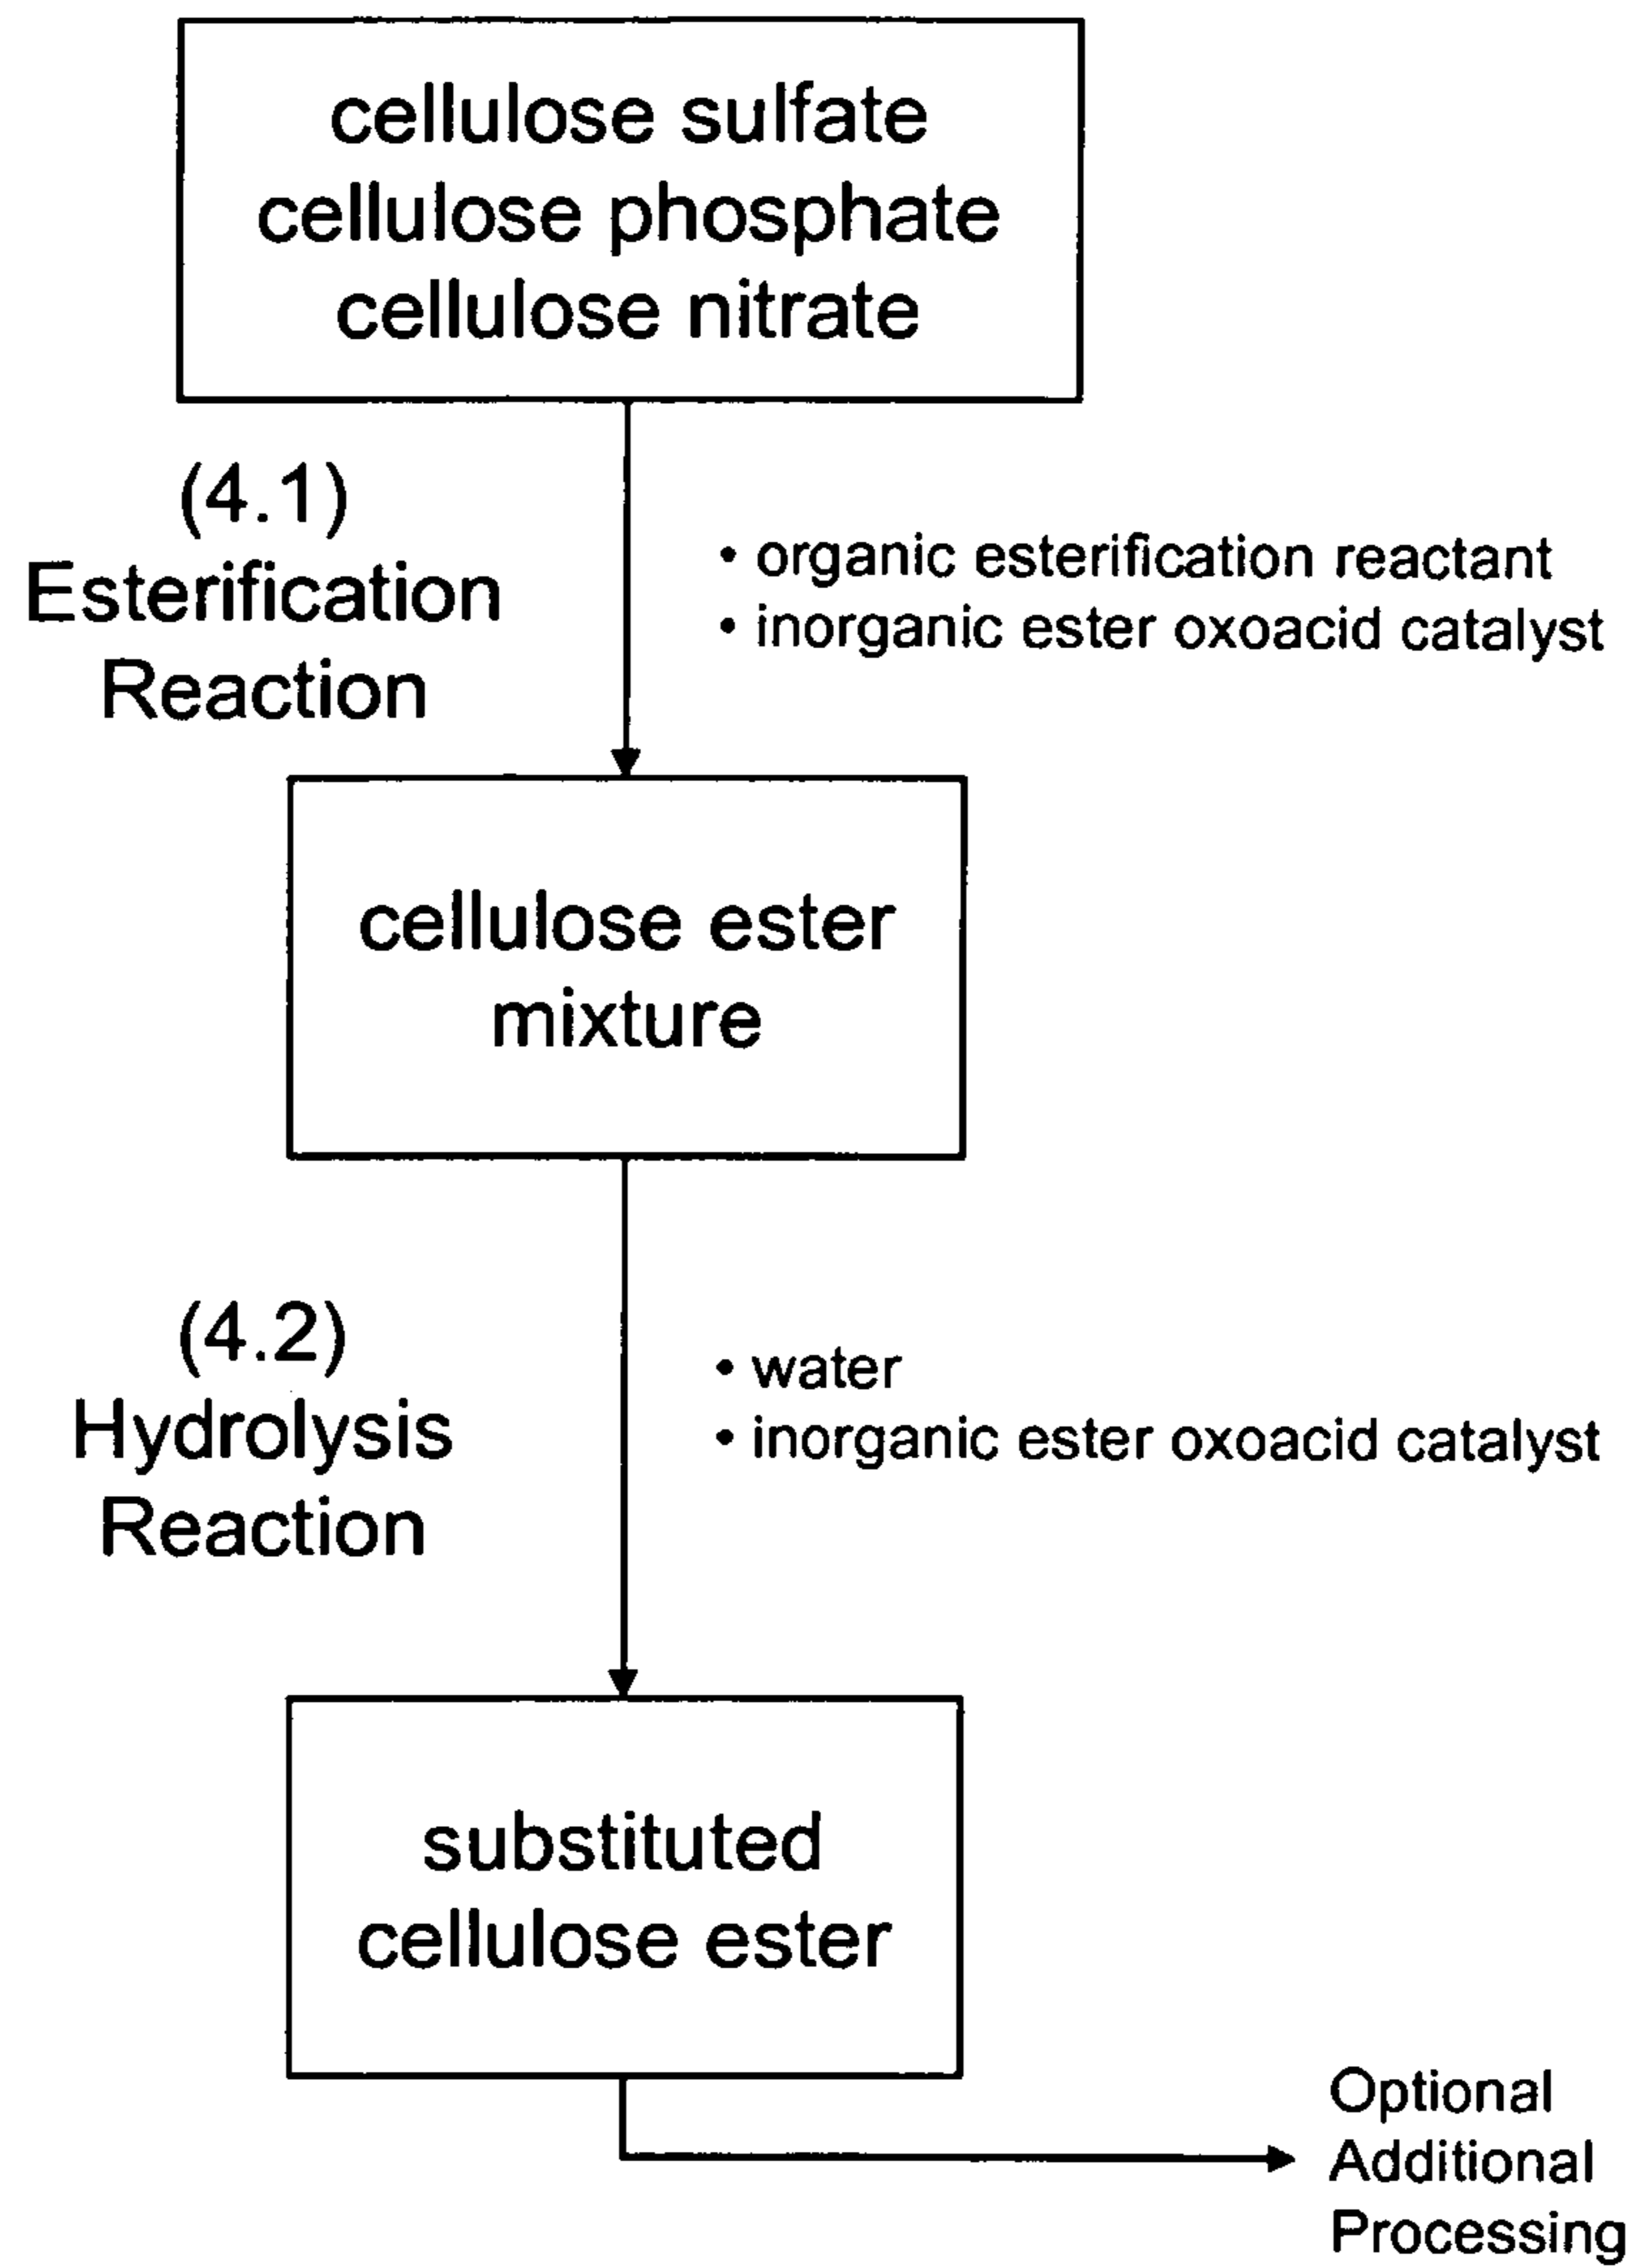 cellulose sulfate
cellulose phosphate
cellulose nitrate
(4.1)
Esterification
Reaction
• organic esterification reactant
• inorganic ester oxoacid catalyst
cellulose ester
mixture
(4.2)
Hydrolysis
Reaction
• water
• inorganic ester oxoacid catalyst
substituted
cellulose ester
Optional
Additional
Processing